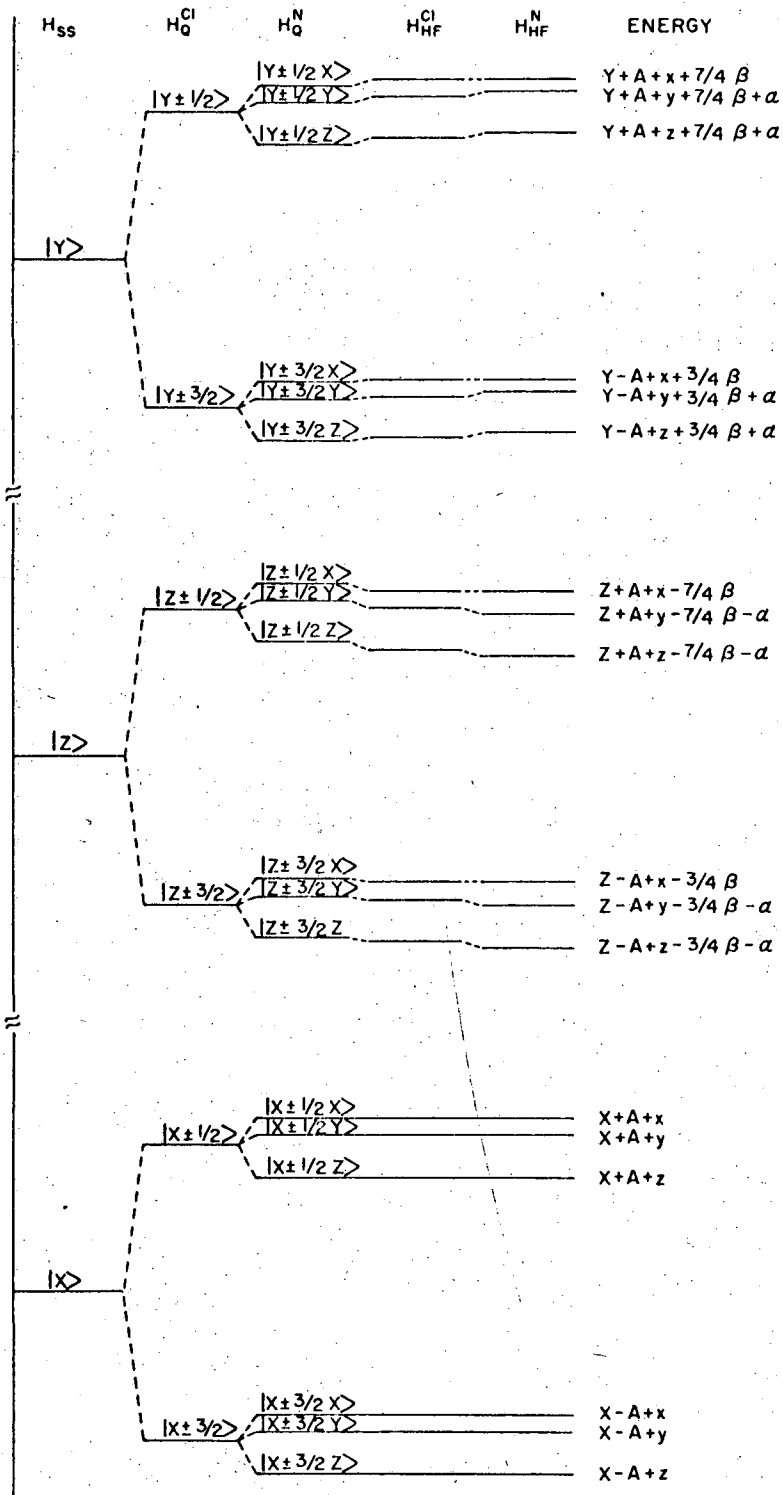 H_SS H_Q^Cl H_Q^N H_HF^Cl H_HF^N ENERGY
|Y± 1/2 X> Y+A+x+7/4 β
|Y±1/2> |Y± 1/2 Y> Y+A+y+7/4 β+α
|Y± 1/2 Z> Y+A+z+7/4 β+α
|Y>
|Y± 3/2 X> Y-A+x+3/4 β
|Y±3/2> |Y± 3/2 Y> Y-A+y+3/4 β+α
|Y± 3/2 Z> Y-A+z+3/4 β+α
|Z± 1/2 X> Z+A+x-7/4 β
|Z±1/2> |Z± 1/2 Y> Z+A+y-7/4 β-α
|Z± 1/2 Z> Z+A+z-7/4 β-α
|Z>
|Z± 3/2 X> Z-A+x-3/4 β
|Z±3/2> |Z± 3/2 Y> Z-A+y-3/4 β-α
|Z± 3/2 Z Z-A+z-3/4 β-α
|X± 1/2 X> X+A+x
|X±1/2> |X± 1/2 Y> X+A+y
|X± 1/2 Z> X+A+z
|X>
|X± 3/2 X> X-A+x
|X±3/2> |X± 3/2 Y> X-A+y
|X± 3/2 Z> X-A+z